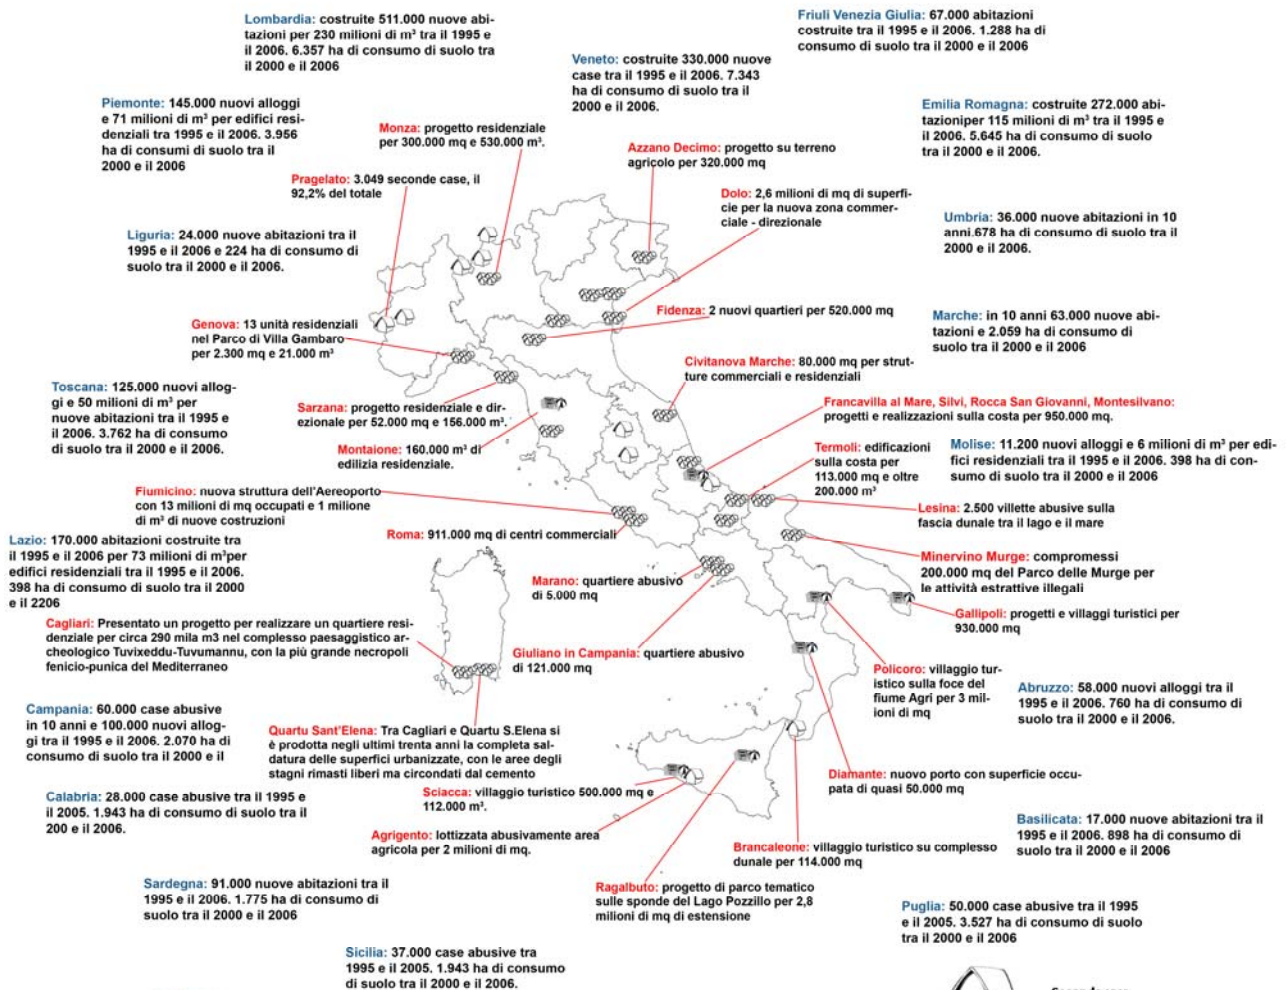 Lombardia: costruite 511.000 nuove abi-
tazioni per 230 milioni di m³ tra il 1995 e
il 2006. 6.357 ha di consumo di suolo tra
il 2000 e il 2006
Friuli Venezia Giulia: 67.000 abitazioni
costruite tra il 1995 e il 2006. 1.288 ha di
consumo di suolo tra il 2000 e il 2006
Veneto: costruite 330.000 nuove
case tra il 1995 e il 2006. 7.343
ha di consumo di suolo tra il
2000 e il 2006.
Piemonte: 145.000 nuovi alloggi
e 71 milioni di m³ per edifici resi-
denziali tra 1995 e il 2006. 3.956
ha di consumi di suolo tra il
2000 e il 2006
Emilia Romagna: costruite 272.000 abi-
tazioniper 115 milioni di m³ tra il 1995 e
il 2006. 5.645 ha di consumo di suolo
tra il 2000 e il 2006.
Monza: progetto residenziale
per 300.000 mq e 530.000 m³.
Azzano Decimo: progetto su terreno
agricolo per 320.000 mq
Pragelato: 3.049 seconde case, il
92,2% del totale
Dolo: 2,6 milioni di mq di superfi-
cie per la nuova zona commer-
ciale - direzionale
Umbria: 36.000 nuove abitazioni in 10
anni.678 ha di consumo di suolo tra il
2000 e il 2006.
Liguria: 24.000 nuove abitazioni tra il
1995 e il 2006 e 224 ha di consumo di
suolo tra il 2000 e il 2006.
Fidenza: 2 nuovi quartieri per 520.000 mq
Marche: in 10 anni 63.000 nuove abi-
tazioni e 2.059 ha di consumo di
suolo tra il 2000 e il 2006
Genova: 13 unità residenziali
nel Parco di Villa Gambaro
per 2.300 mq e 21.000 m³
Civitanova Marche: 80.000 mq per strut-
ture commerciali e residenziali
Toscana: 125.000 nuovi allog-
gi e 50 milioni di m³ per
nuove abitazioni tra il 1995 e
il 2006. 3.762 ha di consumo
di suolo tra il 2000 e il 2006.
Sarzana: progetto residenziale e dir-
ezionale per 52.000 mq e 156.000 m³.
Francavilla al Mare, Silvi, Rocca San Giovanni, Montesilvano:
progetti e realizzazioni sulla costa per 950.000 mq.
Montaione: 160.000 m³ di
edilizia residenziale.
Termoli: edificazioni
sulla costa per
113.000 mq e oltre
200.000 m³
Molise: 11.200 nuovi alloggi e 6 milioni di m³ per edi-
fici residenziali tra il 1995 e il 2006. 398 ha di con-
sumo di suolo tra il 2000 e il 2006
Fiumicino: nuova struttura dell'Aereoporto
con 13 milioni di mq occupati e 1 milione
di m³ di nuove costruzioni
Lesina: 2.500 villette abusive sulla
fascia dunale tra il lago e il mare
Roma: 911.000 mq di centri commerciali
Lazio: 170.000 abitazioni costruite tra
il 1995 e il 2006 per 73 milioni di m³per
edifici residenziali tra il 1995 e il 2006.
398 ha di consumo di suolo tra il 2000
e il 2206
Minervino Murge: compromessi
200.000 mq del Parco delle Murge per
le attività estrattive illegali
Marano: quartiere abusivo
di 5.000 mq
Gallipoli: progetti e villaggi turistici per
930.000 mq
Cagliari: Presentato un progetto per realizzare un quartiere resi-
denziale per circa 290 mila m3 nel complesso paesaggistico ar-
cheologico Tuvixeddu-Tuvumannu, con la più grande necropoli
fenicio-punica del Mediterraneo
Giuliano in Campania: quartiere abusivo
di 121.000 mq
Policoro: villaggio tur-
istico sulla foce del
fiume Agri per 3 mil-
ioni di mq
Abruzzo: 58.000 nuovi alloggi tra il
1995 e il 2006. 760 ha di consumo di
suolo tra il 2000 e il 2006.
Campania: 60.000 case abusive
in 10 anni e 100.000 nuovi allog-
gi tra il 1995 e il 2006. 2.070 ha di
consumo di suolo tra il 2000 e il
Quartu Sant'Elena: Tra Cagliari e Quartu S.Elena si
è prodotta negli ultimi trenta anni la completa sal-
datura delle superfici urbanizzate, con le aree degli
stagni rimasti liberi ma circondati dal cemento
Diamante: nuovo porto con superficie occu-
pata di quasi 50.000 mq
Sciacca: villaggio turistico 500.000 mq e
112.000 m³.
Calabria: 28.000 case abusive tra il 1995 e
il 2005. 1.943 ha di consumo di suolo tra il
200 e il 2006.
Basilicata: 17.000 nuove abitazioni tra il
1995 e il 2006. 898 ha di consumo di
suolo tra il 2000 e il 2006
Agrigento: lottizzata abusivamente area
agricola per 2 milioni di mq.
Brancaleone: villaggio turistico su complesso
dunale per 114.000 mq
Sardegna: 91.000 nuove abitazioni tra il
1995 e il 2006. 1.775 ha di consumo di
suolo tra il 2000 e il 2006
Ragalbuto: progetto di parco tematico
sulle sponde del Lago Pozzillo per 2,8
milioni di mq di estensione
Puglia: 50.000 case abusive tra il 1995
e il 2005. 3.527 ha di consumo di suolo
tra il 2000 e il 2006
Sicilia: 37.000 case abusive tra
1995 e il 2005. 1.943 ha di consumo
di suolo tra il 2000 e il 2006.